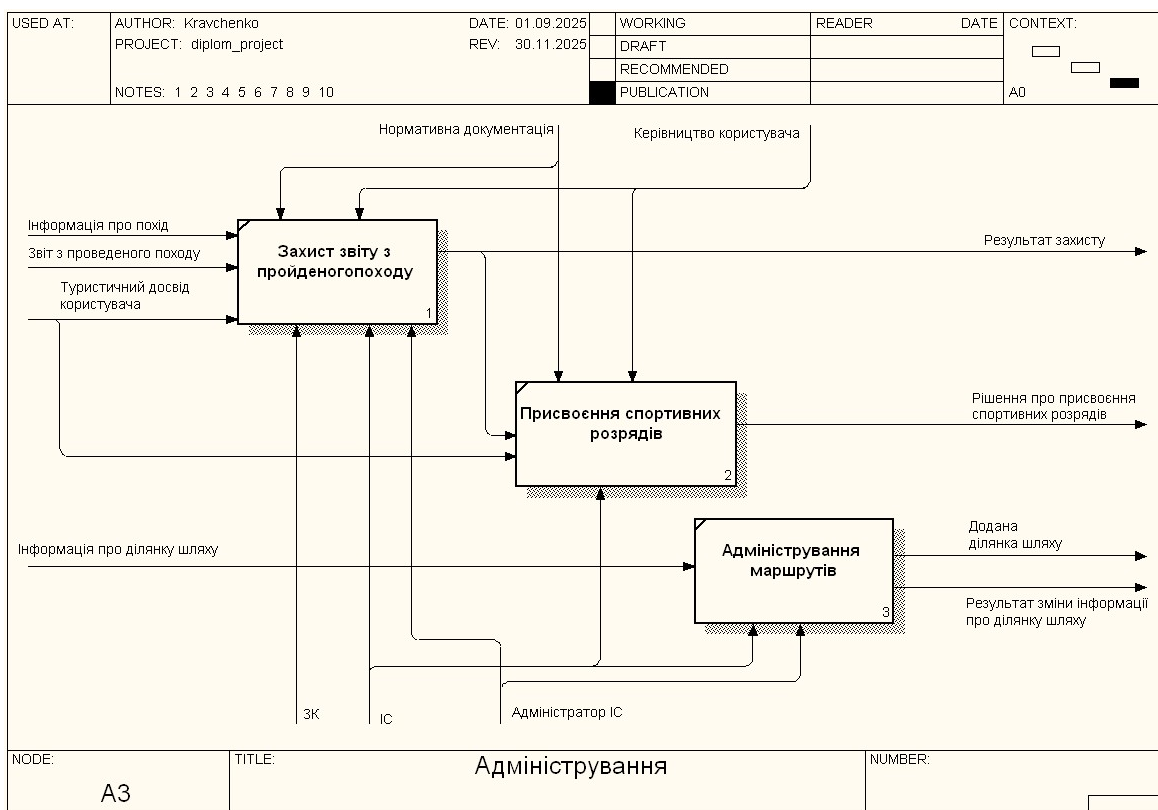 USED AT:
AUTHOR: Kravchenko
DATE: 01.09.2025
WORKING
READER
DATE
CONTEXT:
PROJECT: diplom_project
REV: 30.11.2025
DRAFT
RECOMMENDED
NOTES: 1 2 3 4 5 6 7 8 9 10
PUBLICATION
A0
Нормативна документація
Керівництво користувача
Інформація про похід
Звіт з проведеного походу
Туристичний досвід
користувача
Захист звіту з
пройденогопоходу
1
Результат захисту
Присвоєння спортивних
розрядів
2
Рішення про присвоєння
спортивних розрядів
Інформація про ділянку шляху
Адміністрування
маршрутів
3
Додана
ділянка шляху
Результат зміни інформації
про ділянку шляху
ЗК
ІС
Адміністратор ІС
NODE:
TITLE:
Адміністрування
NUMBER:
A3